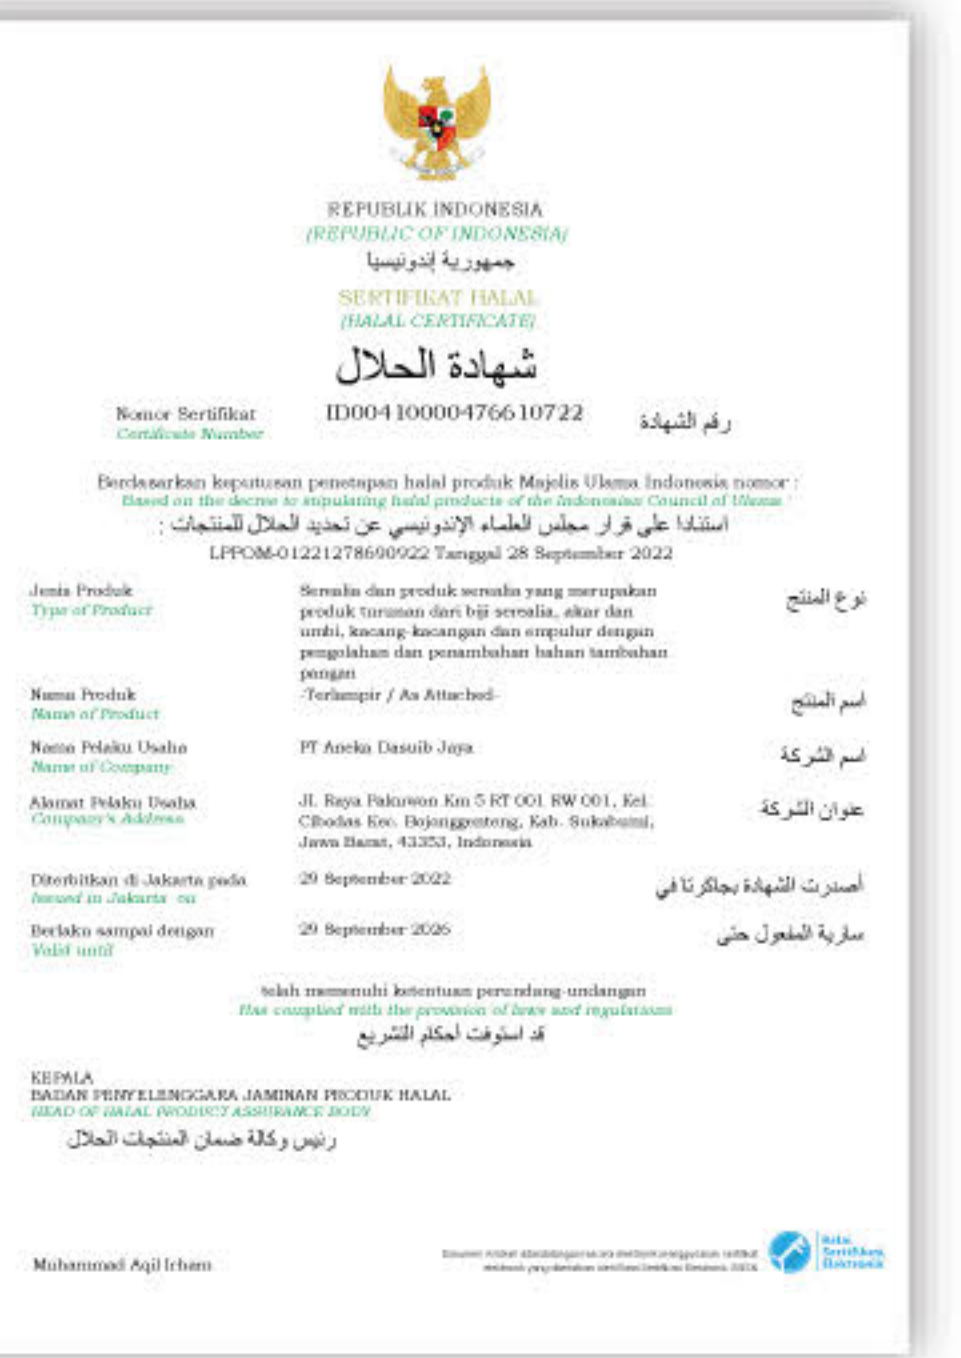 REPUBLIK INDONESIA
(REPUBLIC OF INDONESIA)
جمهورية إندونيسيا
SERTIFIKAT HALAL
(HALAL CERTIFICATE)
شهادة الحلال
Nomor Sertifikat ID00410000476610722 رقم الشهادة
Certificate Number
Berdasarkan keputusan penetapan halal produk Majelis Ulama Indonesia nomor :
Based on the decree to stipulating halal products of the Indonesian Council of Ulama
استنادا على قرار مجلس العلماء الإندونيسي عن تحديد الحلال للمنتجات :
LPPOM-01221278690922 Tanggal 28 September 2022
Jenis Produk Serealia dan produk serealia yang merupakan نوع المنتج
Type of Product produk turunan dari biji serealia, akar dan
umbi, kacang-kacangan dan empulur dengan
pengolahan dan penambahan bahan tambahan
pangan
Nama Produk -Terlampir / As Attached- اسم المنتج
Name of Product
Nama Pelaku Usaha PT Aneka Dasuib Jaya اسم الشركة
Name of Company
Alamat Pelaku Usaha Jl. Raya Pakuwon Km 5 RT 001 RW 001, Kel. عنوان الشركة
Company's Address Cibodas Kec. Bojonggenteng, Kab. Sukabumi,
Jawa Barat, 43353, Indonesia
Diterbitkan di Jakarta pada 29 September 2022 أصدرت الشهادة بجاكرتا في
Issued in Jakarta on
Berlaku sampai dengan 29 September 2026 سارية المفعول حتى
Valid until
telah memenuhi ketentuan perundang-undangan
Has complied with the provision of laws and regulations
قد استوفت أحكام التشريع
KEPALA
BADAN PENYELENGGARA JAMINAN PRODUK HALAL
HEAD OF HALAL PRODUCT ASSURANCE BODY
رئيس وكالة ضمان المنتجات الحلال
Muhammad Aqil Irham
Balai
Sertifikasi
Elektronik